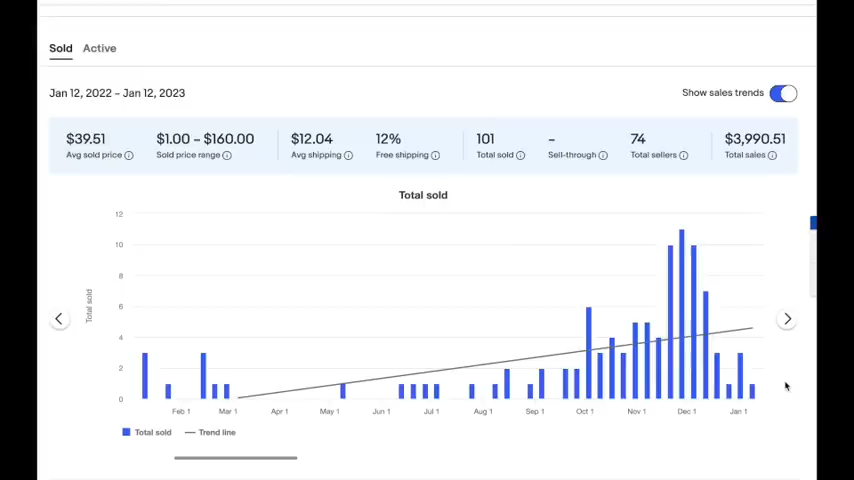 Sold Active
Jan 12, 2022 – Jan 12, 2023 Show sales trends
$39.51 $1.00 – $160.00 $12.04 12% 101 – 74 $3,990.51
Avg sold price Sold price range Avg shipping Free shipping Total sold Sell-through Total sellers Total sales
Total sold
12
10
8
6
4
2
0
Total sold
Feb 1 Mar 1 Apr 1 May 1 Jun 1 Jul 1 Aug 1 Sep 1 Oct 1 Nov 1 Dec 1 Jan 1
Total sold Trend line